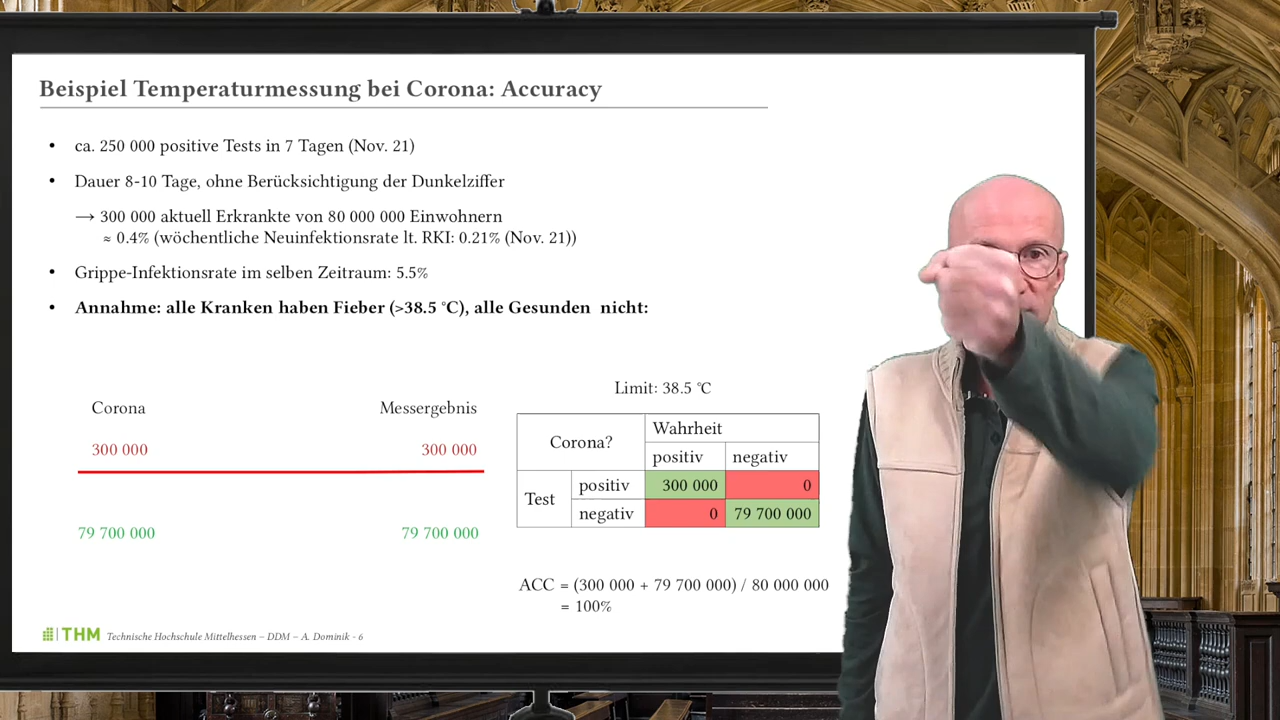 Beispiel Temperaturmessung bei Corona: Accuracy
• ca. 250 000 positive Tests in 7 Tagen (Nov. 21)
• Dauer 8-10 Tage, ohne Berücksichtigung der Dunkelziffer
→ 300 000 aktuell Erkrankte von 80 000 000 Einwohnern
≈ 0.4% (wöchentliche Neuinfektionsrate lt. RKI: 0.21% (Nov. 21))
• Grippe-Infektionsrate im selben Zeitraum: 5.5%
• Annahme: alle Kranken haben Fieber (>38.5 °C), alle Gesunden nicht:
Corona Messergebnis
300 000 300 000
79 700 000 79 700 000
Limit: 38.5 °C
Corona? Wahrheit
positiv negativ
Test positiv 300 000 0
negativ 0 79 700 000
ACC = (300 000 + 79 700 000) / 80 000 000
= 100%
THM Technische Hochschule Mittelhessen – DDM – A. Dominik - 6